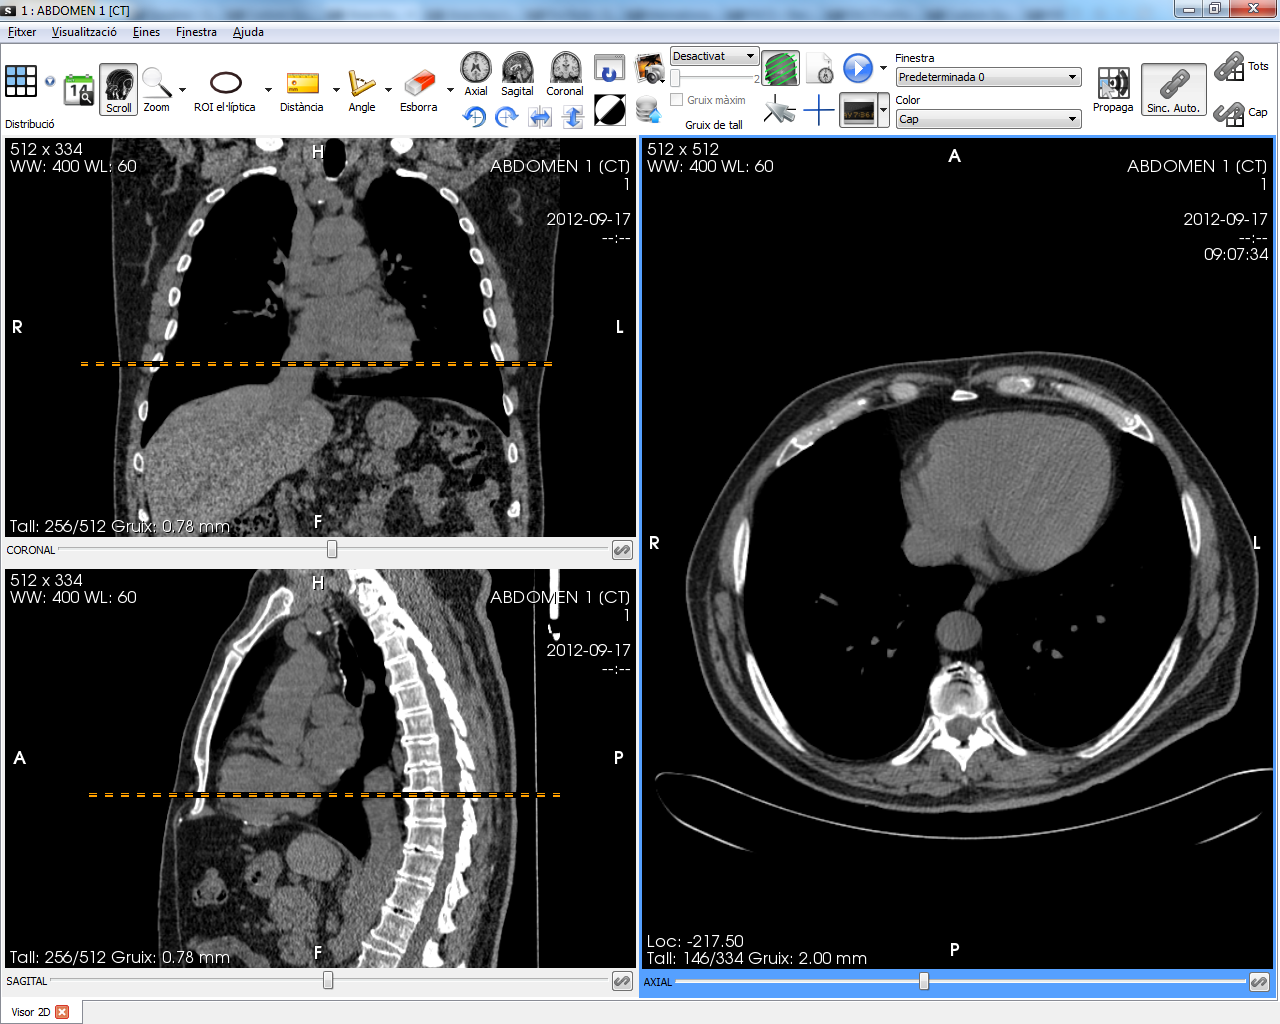 1 : ABDOMEN 1 [CT]
Fitxer Visualització Eines Finestra Ajuda
Distribució
14
Scroll
Zoom
ROI el·líptica
Distància
Angle
Esborra
Axial
Sagital
Coronal
Desactivat
2
Gruix màxim
Gruix de tall
Finestra
Predeterminada 0
Color
Cap
Propaga
Sinc. Auto.
Tots
Cap
512 x 334
WW: 400 WL: 60
H
ABDOMEN 1 (CT)
1
2012-09-17
--:--
R
L
F
Tall: 256/512 Gruix: 0.78 mm
CORONAL
512 x 334
WW: 400 WL: 60
H
ABDOMEN 1 (CT)
1
2012-09-17
--:--
A
P
F
Tall: 256/512 Gruix: 0.78 mm
SAGITAL
512 x 512
WW: 400 WL: 60
A
ABDOMEN 1 (CT)
1
2012-09-17
--:--
09:07:34
R
L
Loc: -217.50
Tall: 146/334 Gruix: 2.00 mm
P
AXIAL
Visor 2D